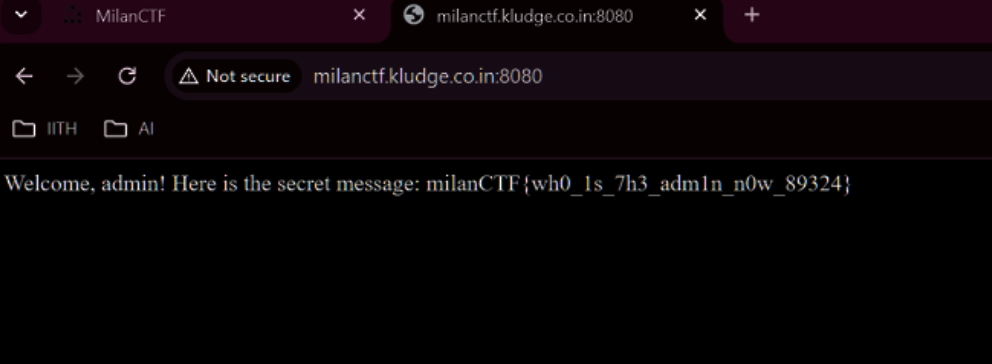 MilanCTF
milanctf.kludge.co.in:8080
Not secure milanctf.kludge.co.in:8080
IITH AI
Welcome, admin! Here is the secret message: milanCTF{wh0_1s_7h3_adm1n_n0w_89324}